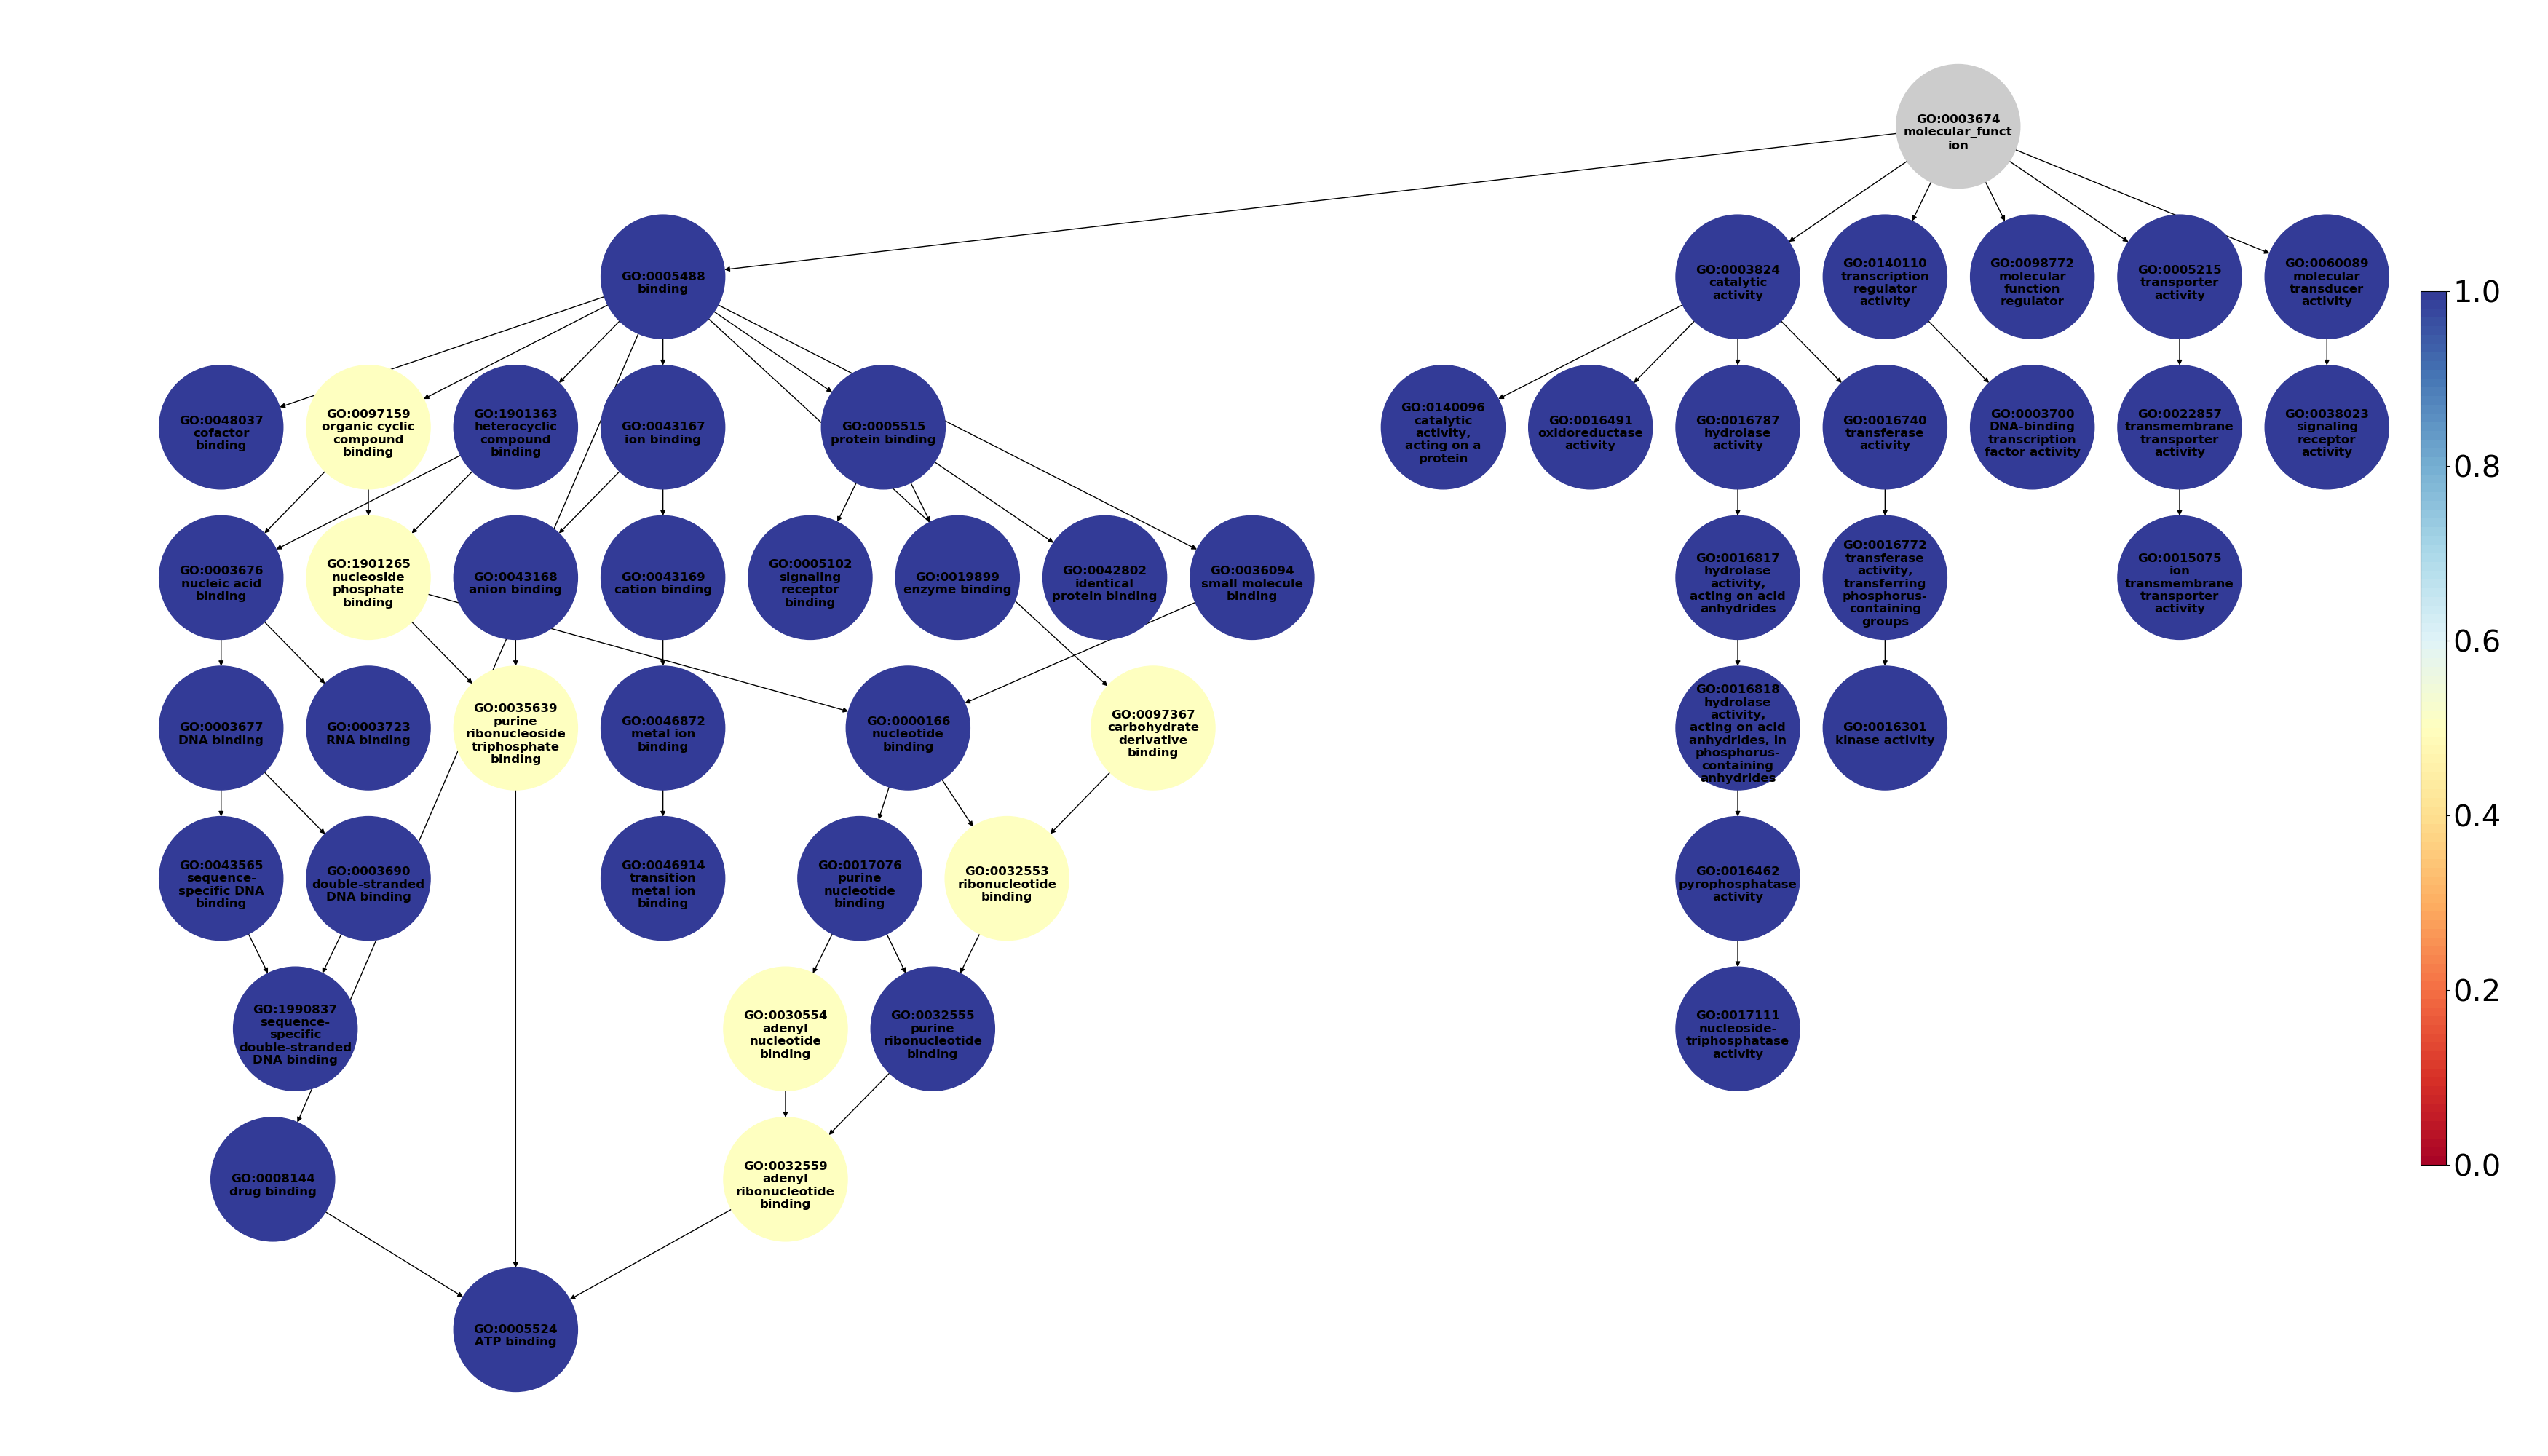 GO:0003674
molecular_funct
ion
GO:0005488
binding
GO:0003824
catalytic
activity
GO:0140110
transcription
regulator
activity
GO:0098772
molecular
function
regulator
GO:0005215
transporter
activity
GO:0060089
molecular
transducer
activity
GO:0048037
cofactor
binding
GO:0097159
organic cyclic
compound
binding
GO:1901363
heterocyclic
compound
binding
GO:0043167
ion binding
GO:0005515
protein binding
GO:0140096
catalytic
activity,
acting on a
protein
GO:0016491
oxidoreductase
activity
GO:0016787
hydrolase
activity
GO:0016740
transferase
activity
GO:0003700
DNA-binding
transcription
factor activity
GO:0022857
transmembrane
transporter
activity
GO:0038023
signaling
receptor
activity
GO:0003676
nucleic acid
binding
GO:1901265
nucleoside
phosphate
binding
GO:0043168
anion binding
GO:0043169
cation binding
GO:0005102
signaling
receptor
binding
GO:0019899
enzyme binding
GO:0042802
identical
protein binding
GO:0036094
small molecule
binding
GO:0016817
hydrolase
activity,
acting on acid
anhydrides
GO:0016772
transferase
activity,
transferring
phosphorus-
containing
groups
GO:0015075
ion
transmembrane
transporter
activity
GO:0003677
DNA binding
GO:0003723
RNA binding
GO:0035639
purine
ribonucleoside
triphosphate
binding
GO:0046872
metal ion
binding
GO:0000166
nucleotide
binding
GO:0097367
carbohydrate
derivative
binding
GO:0016818
hydrolase
activity,
acting on acid
anhydrides, in
phosphorus-
containing
anhydrides
GO:0016301
kinase activity
GO:0043565
sequence-
specific DNA
binding
GO:0003690
double-stranded
DNA binding
GO:0046914
transition
metal ion
binding
GO:0017076
purine
nucleotide
binding
GO:0032553
ribonucleotide
binding
GO:0016462
pyrophosphatase
activity
GO:1990837
sequence-
specific
double-stranded
DNA binding
GO:0030554
adenyl
nucleotide
binding
GO:0032555
purine
ribonucleotide
binding
GO:0017111
nucleoside-
triphosphatase
activity
GO:0008144
drug binding
GO:0032559
adenyl
ribonucleotide
binding
GO:0005524
ATP binding
1.0
0.8
0.6
0.4
0.2
0.0